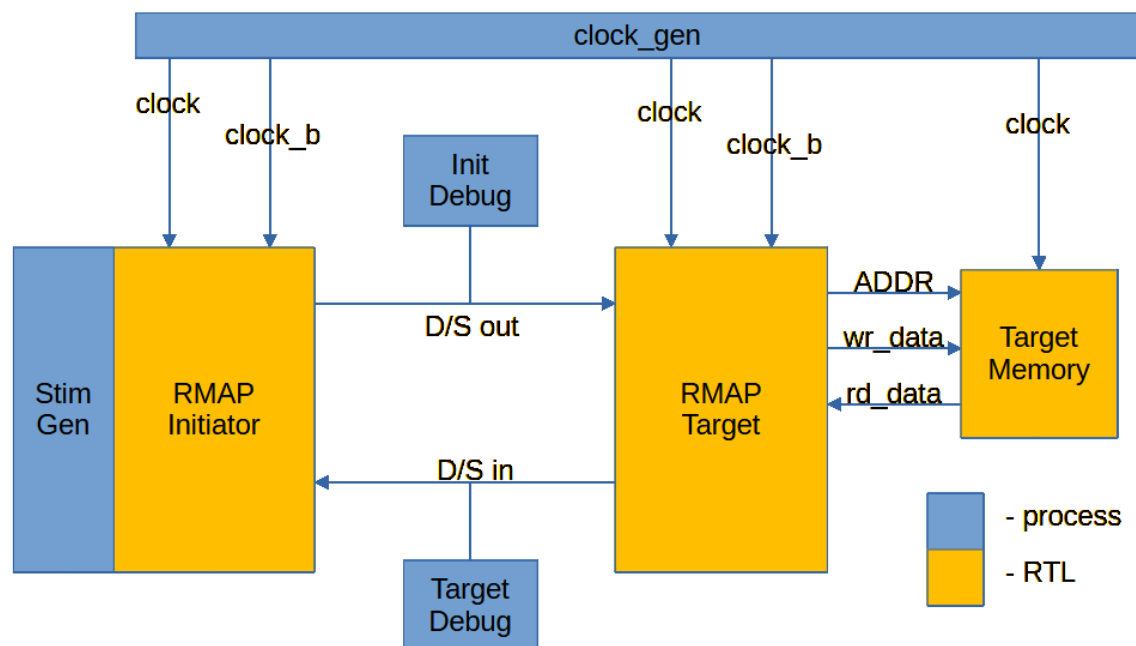 clock_gen
clock
clock_b
clock
clock_b
clock
Init
Debug
D/S out
Stim
Gen
RMAP
Initiator
RMAP
Target
ADDR
wr_data
rd_data
Target
Memory
D/S in
Target
Debug
- process
- RTL